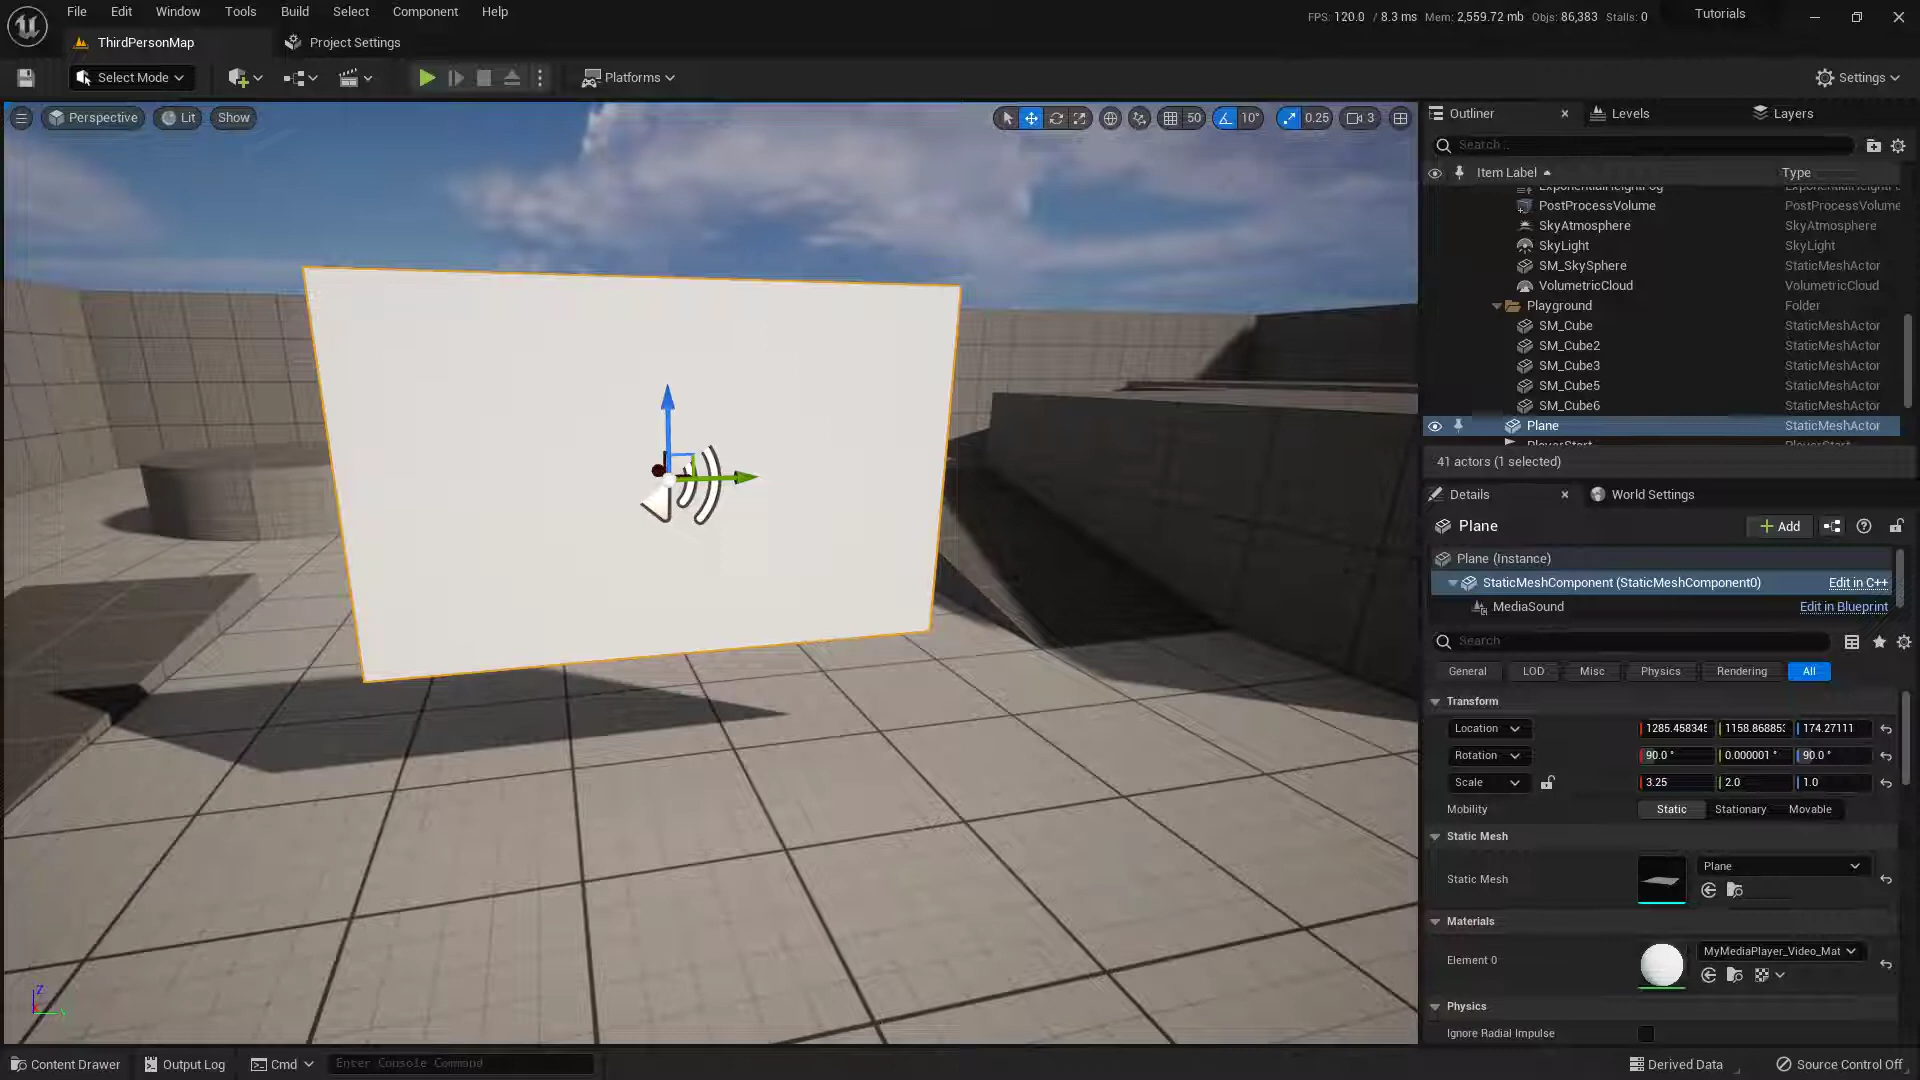 File Edit Window Tools Build Select Component Help
FPS: 120.0 / 8.3 ms Mem: 2,559.72 mb Objs: 86,383 Stalls: 0
Tutorials
ThirdPersonMap
Project Settings
Select Mode
Platforms
Settings
Perspective
Lit
Show
50
10°
0.25
3
Outliner
Levels
Layers
Search...
Item Label
Type
PostProcessVolume PostProcessVolume
SkyAtmosphere SkyAtmosphere
SkyLight SkyLight
SM_SkySphere StaticMeshActor
VolumetricCloud VolumetricCloud
Playground Folder
SM_Cube StaticMeshActor
SM_Cube2 StaticMeshActor
SM_Cube3 StaticMeshActor
SM_Cube5 StaticMeshActor
SM_Cube6 StaticMeshActor
Plane StaticMeshActor
41 actors (1 selected)
Details
World Settings
Plane
Add
Plane (Instance)
StaticMeshComponent (StaticMeshComponent0) Edit in C++
MediaSound Edit in Blueprint
Search
General LOD Misc Physics Rendering All
Transform
Location 1285.458345 1158.868853 174.27111
Rotation 90.0 ° 0.000001 ° 90.0 °
Scale 3.25 2.0 1.0
Mobility Static Stationary Movable
Static Mesh
Static Mesh
Plane
Materials
Element 0
MyMediaPlayer_Video_Mat
Physics
Ignore Radial Impulse
Z
Content Drawer
Output Log
Cmd
Enter Console Command
Derived Data
Source Control Off